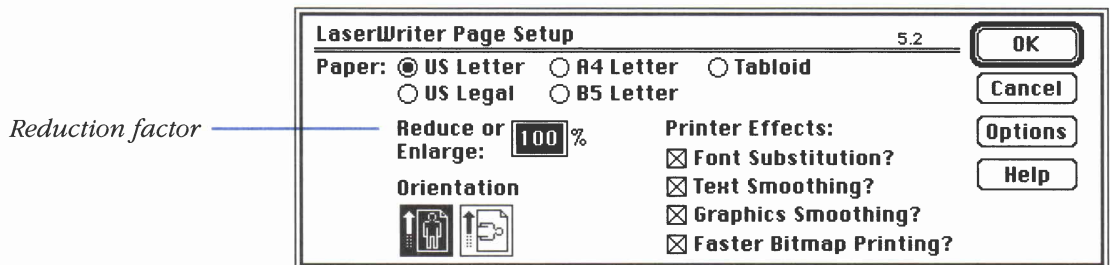 LaserWriter Page Setup 5.2 OK
Paper: US Letter A4 Letter Tabloid
US Legal B5 Letter Cancel
Reduction factor
Reduce or Enlarge: 100 %
Printer Effects:
Options
Font Substitution?
Help
Orientation
Text Smoothing?
Graphics Smoothing?
Faster Bitmap Printing?